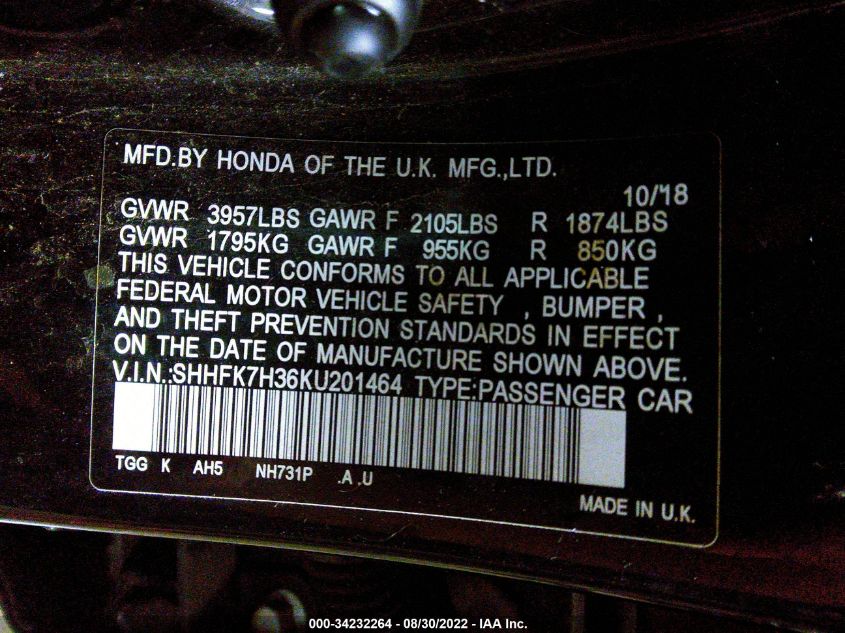 MFD.BY HONDA OF THE U.K. MFG.,LTD.
10/18
GVWR 3957LBS GAWR F 2105LBS R 1874LBS
GVWR 1795KG GAWR F 955KG R 850KG
THIS VEHICLE CONFORMS TO ALL APPLICABLE
FEDERAL MOTOR VEHICLE SAFETY , BUMPER ,
AND THEFT PREVENTION STANDARDS IN EFFECT
ON THE DATE OF MANUFACTURE SHOWN ABOVE.
V.I.N.:SHHFK7H36KU201464 TYPE:PASSENGER CAR
TGG K AH5 NH731P .A .U
MADE IN U.K.
000-34232264 - 08/30/2022 - IAA Inc.